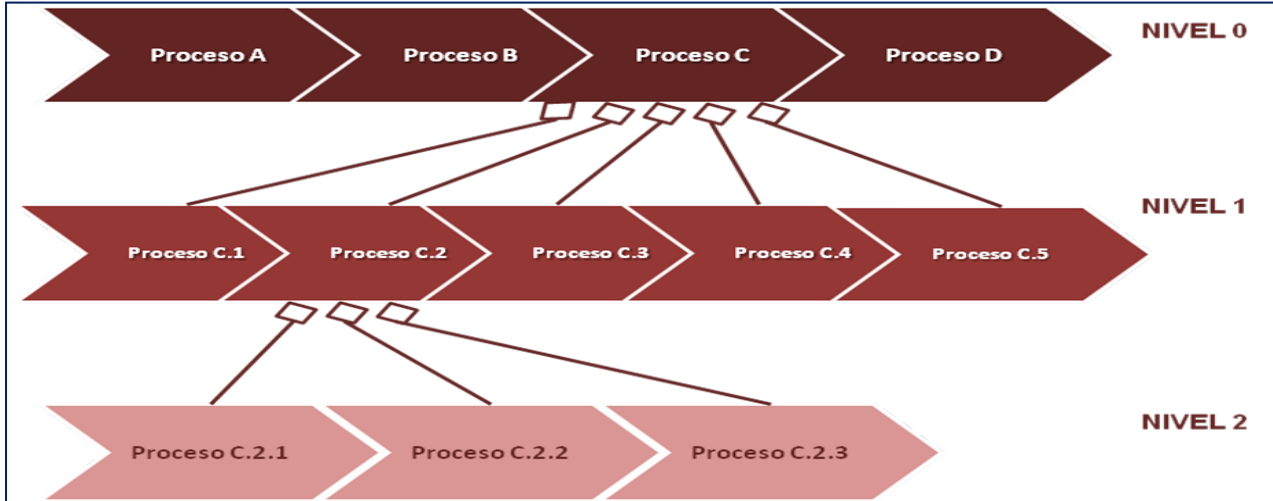 Proceso A
Proceso B
Proceso C
Proceso D
NIVEL 0
Proceso C.1
Proceso C.2
Proceso C.3
Proceso C.4
Proceso C.5
NIVEL 1
Proceso C.2.1
Proceso C.2.2
Proceso C.2.3
NIVEL 2